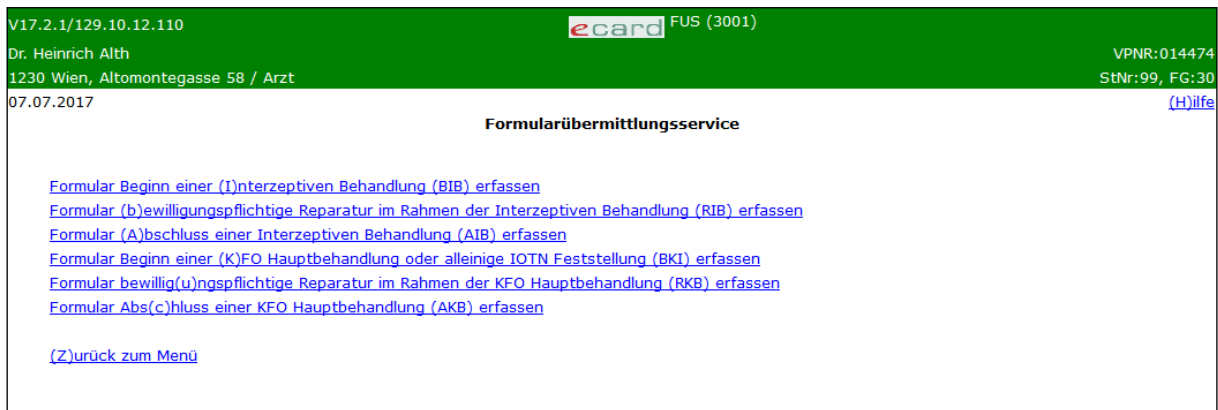 V17.2.1/129.10.12.110
ecard FUS (3001)
Dr. Heinrich Alth
VPNR:014474
1230 Wien, Altomontegasse 58 / Arzt
StNr:99, FG:30
07.07.2017
(H)ilfe
Formularübermittlungsservice
Formular Beginn einer (I)nterzeptiven Behandlung (BIB) erfassen
Formular (b)ewilligungspflichtige Reparatur im Rahmen der Interzeptiven Behandlung (RIB) erfassen
Formular (A)bschluss einer Interzeptiven Behandlung (AIB) erfassen
Formular Beginn einer (K)FO Hauptbehandlung oder alleinige IOTN Feststellung (BKI) erfassen
Formular bewillig(u)ngspflichtige Reparatur im Rahmen der KFO Hauptbehandlung (RKB) erfassen
Formular Abs(c)hluss einer KFO Hauptbehandlung (AKB) erfassen
(Z)urück zum Menü